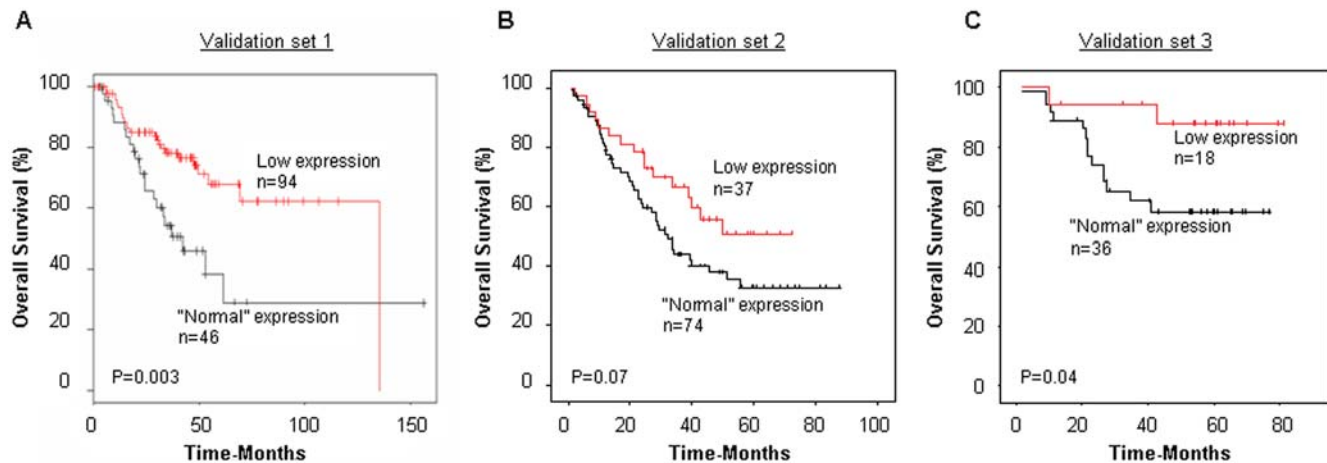 A
Validation set 1
100
80
60
40
20
0
Overall Survival (%)
Low expression
n=94
"Normal" expression
n=46
P=0.003
0
50
100
150
Time-Months
B
Validation set 2
100
80
60
40
20
0
Overall Survival (%)
Low expression
n=37
"Normal" expression
n=74
P=0.07
0
20
40
60
80
100
Time-Months
C
Validation set 3
100
80
60
40
20
0
Overall Survival (%)
Low expression
n=18
"Normal" expression
n=36
P=0.04
0
20
40
60
80
Time-Months